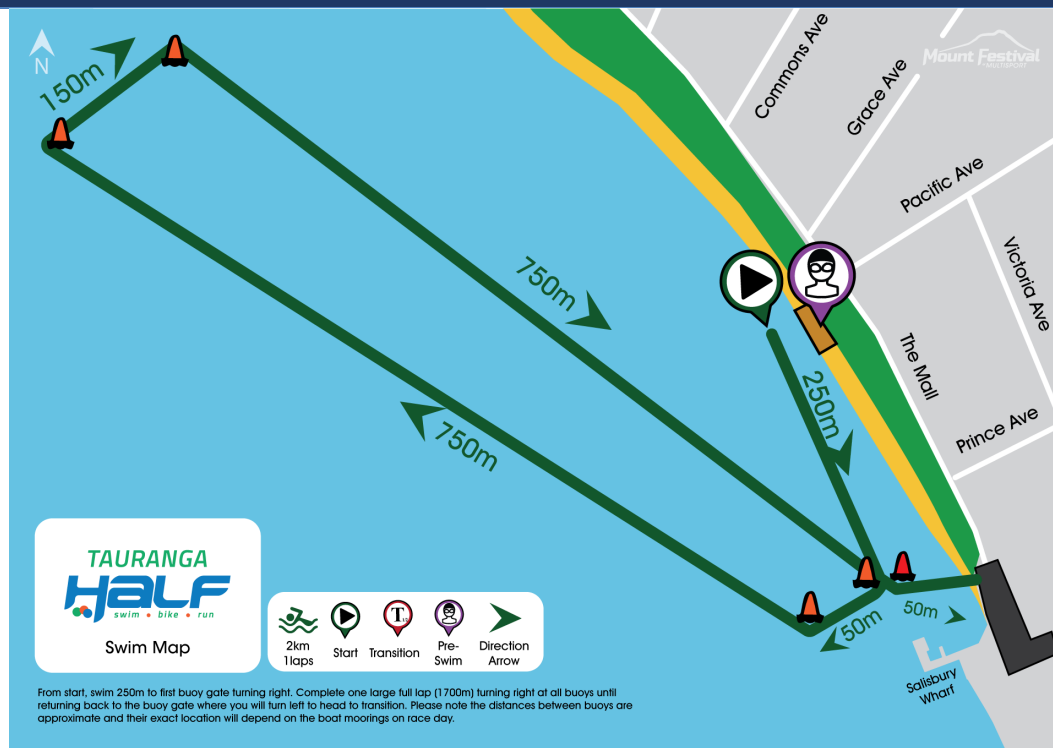 N
150m
Commons Ave
Grace Ave
Mount Festival
MULTISPORT
Pacific Ave
Victoria Ave
750m
The Mall
250m
Prince Ave
750m
50m
50m
Salisbury
Wharf
TAURANGA
HALF
swim • bike • run
Swim Map
2km
1laps
Start
T1/2
Transition
Pre-
Swim
Direction
Arrow
From start, swim 250m to first buoy gate turning right. Complete one large full lap (1700m) turning right at all buoys until
returning back to the buoy gate where you will turn left to head to transition. Please note the distances between buoys are
approximate and their exact location will depend on the boat moorings on race day.